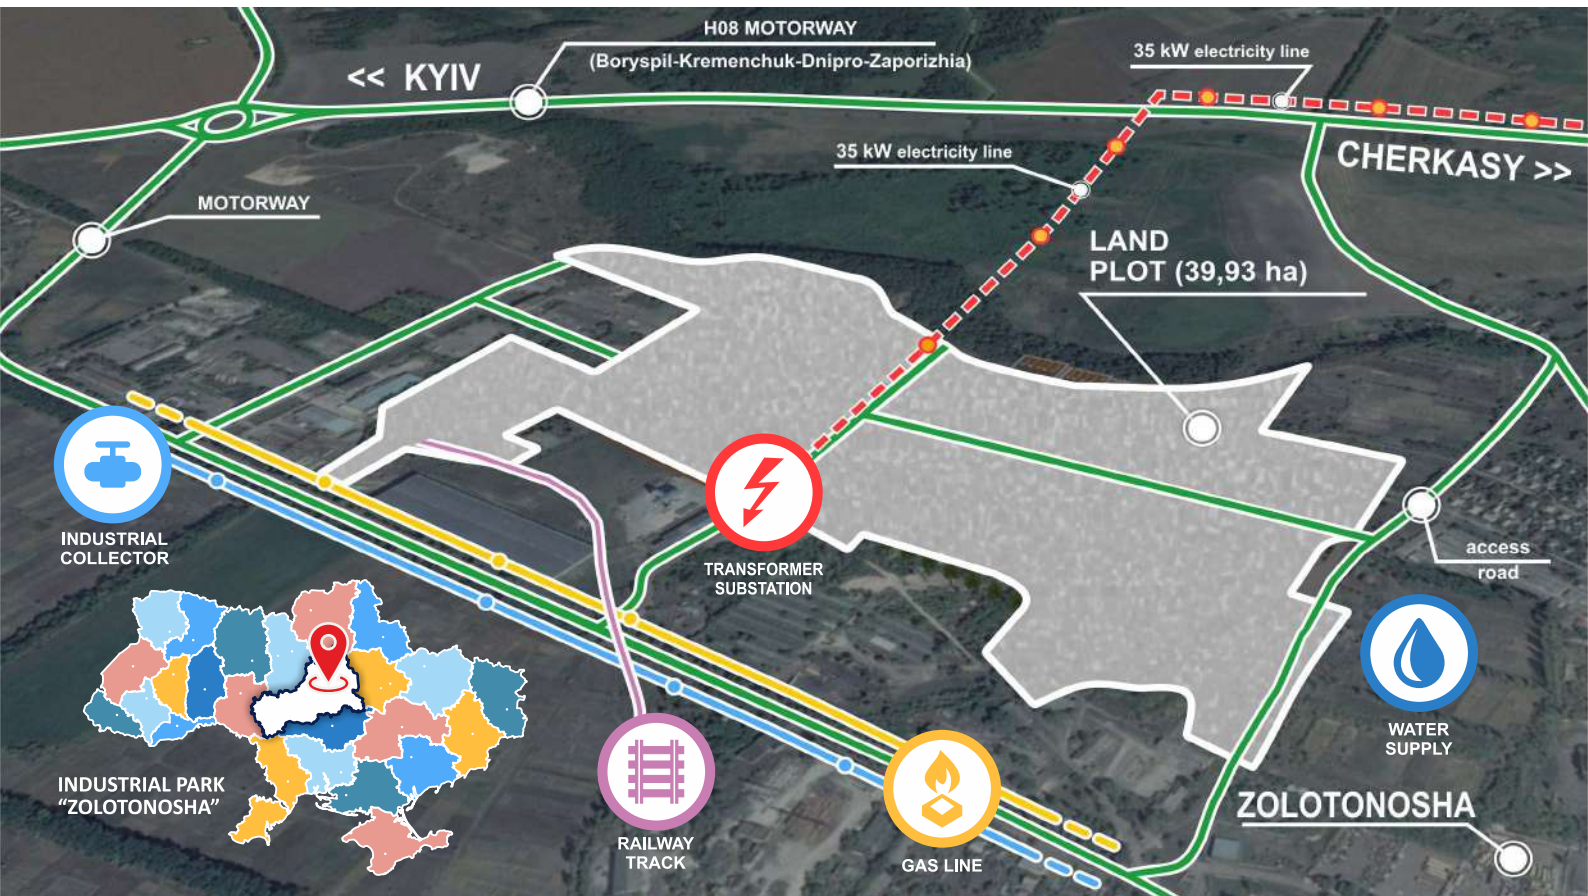 H08 MOTORWAY
(Boryspil-Kremenchuk-Dnipro-Zaporizhia)
<< KYIV
35 kW electricity line
35 kW electricity line
CHERKASY >>
MOTORWAY
LAND
PLOT (39,93 ha)
INDUSTRIAL
COLLECTOR
TRANSFORMER
SUBSTATION
access
road
WATER
SUPPLY
INDUSTRIAL PARK
“ZOLOTONOSHA”
RAILWAY
TRACK
GAS LINE
ZOLOTONOSHA